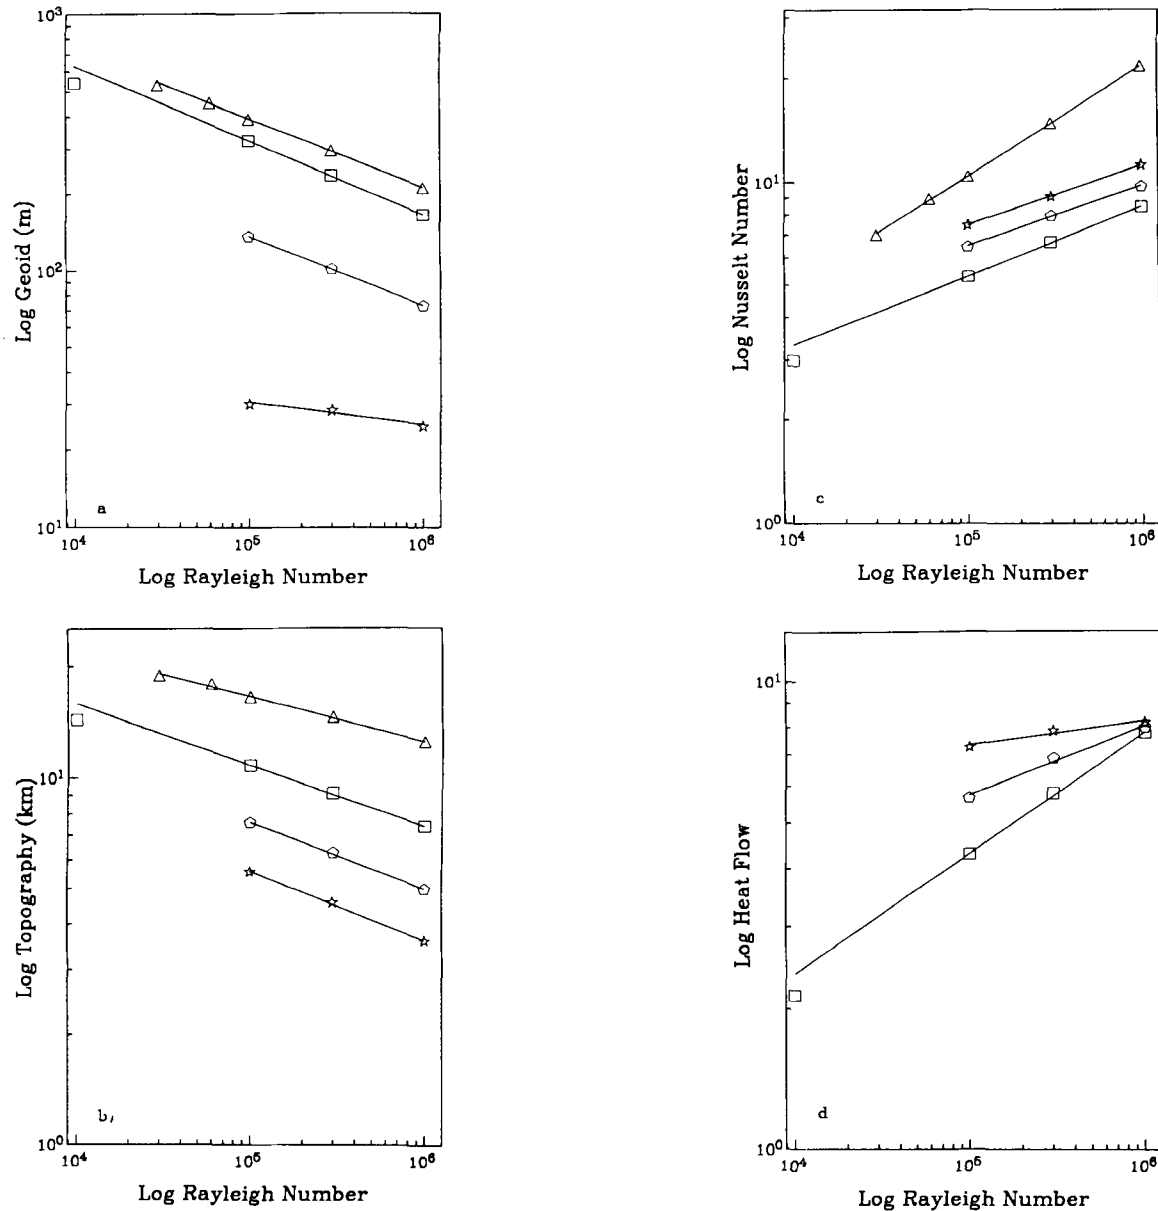 10³
10²
10¹
Log Geoid (m)
a
10⁴ 10⁵ 10⁶
Log Rayleigh Number
10¹
10⁰
Log Nusselt Number
c
10⁴ 10⁵ 10⁶
Log Rayleigh Number
10¹
10⁰
Log Topography (km)
b,
10⁴ 10⁵ 10⁶
Log Rayleigh Number
10¹
10⁰
Log Heat Flow
d
10⁴ 10⁵ 10⁶
Log Rayleigh Number